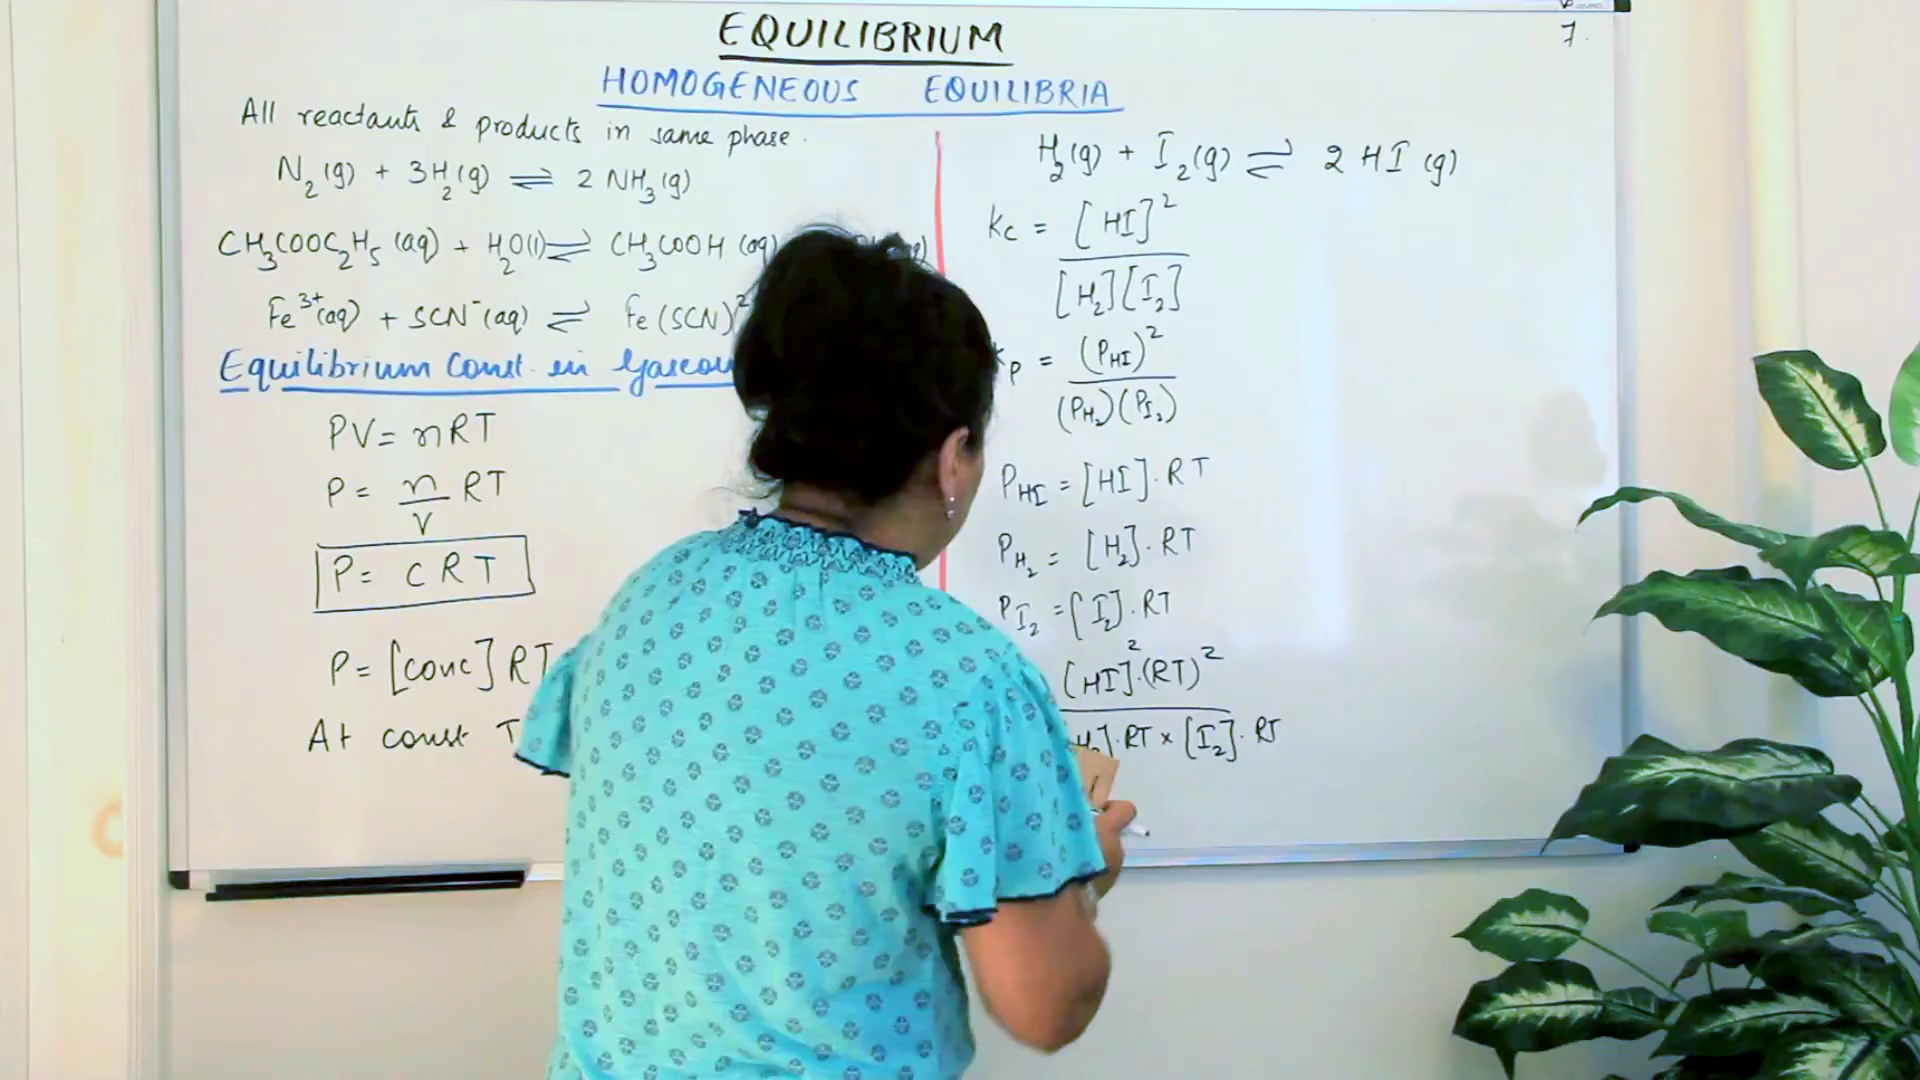 EQUILIBRIUM
7.
HOMOGENEOUS EQUILIBRIA
All reactants & products in same phase.
N₂(g) + 3H₂(g) ⇌ 2 NH₃(g)
CH₃COOC₂H₅ (aq) + H₂O(l) ⇌ CH₃COOH (aq)
Fe³⁺(aq) + SCN⁻(aq) ⇌ Fe(SCN)²
Equilibrium Const. in Gaseou
PV = nRT
P = n/V RT
P = CRT
P = [conc] RT
At const T
H₂(g) + I₂(g) ⇌ 2 HI (g)
Kc = [HI]² / [H₂][I₂]
Kp = (P_HI)² / (P_H₂)(P_I₂)
P_HI = [HI]. RT
P_H₂ = [H₂]. RT
P_I₂ = [I₂]. RT
[HI]².(RT)²
H₂]. RT × [I₂]. RT